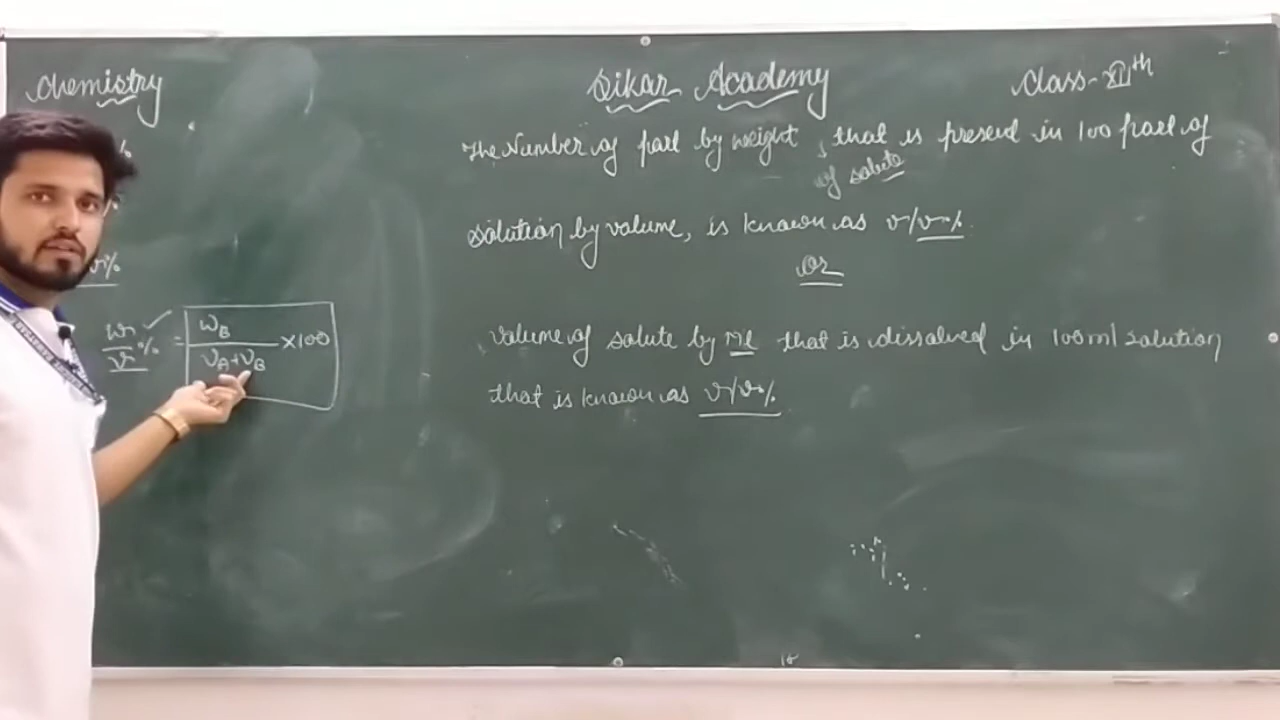 Chemistry
Sikar Academy
Class-XIIth
%
%
v%
w/v % = wB / vA+vB ×100
The Number of part by weight, that is present in 100 part of
of solute
solution by volume, is known as v/v%.
Or
Volume of solute by Ml that is dissolved in 100ml solution
that is known as v/v%